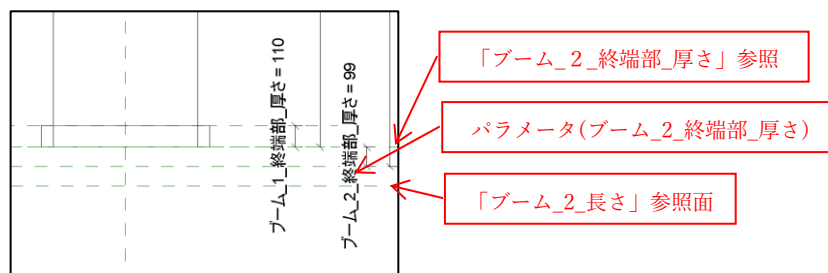 ブーム_1_終端部_厚さ = 110
ブーム_2_終端部_厚さ = 99
「ブーム_２_終端部_厚さ」参照
パラメータ(ブーム_2_終端部_厚さ)
「ブーム_2_長さ」参照面